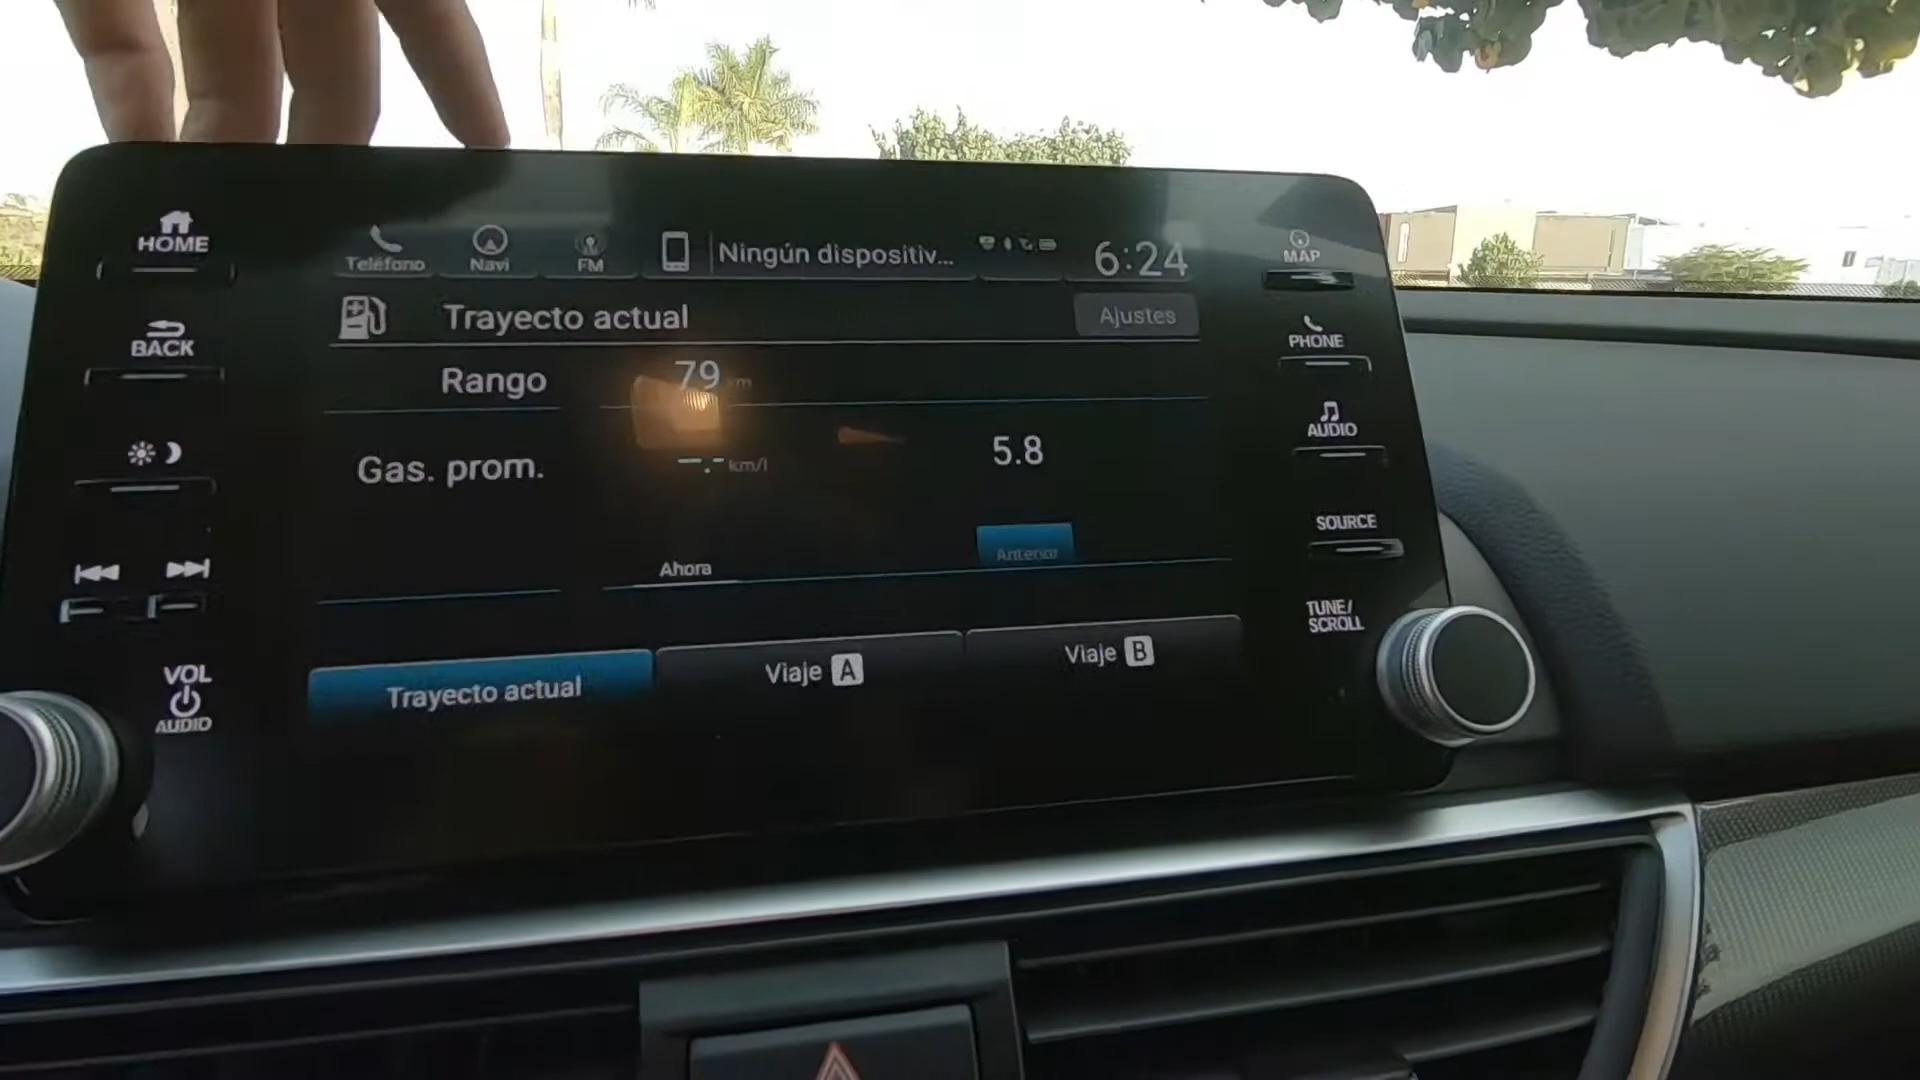 HOME
Teléfono
Navi
FM
Ningún dispositiv...
6:24
MAP
Trayecto actual
Ajustes
BACK
PHONE
Rango
79 km
AUDIO
Gas. prom.
-.- km/l
5.8
SOURCE
Ahora
Anterior
TUNE/
SCROLL
VOL
AUDIO
Trayecto actual
Viaje A
Viaje B